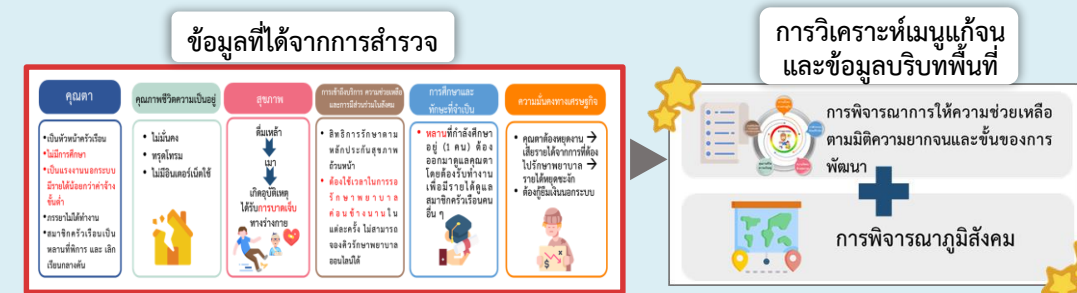 ข้อมูลที่ได้จากการสำรวจ
คุณตา
•เป็นหัวหน้าครัวเรือน
•ไม่มีการศึกษา
•เป็นแรงงานนอกระบบ
มีรายได้น้อยกว่าค่าจ้าง
ขั้นต่ำ
•ภรรยาไม่ได้ทำงาน
•สมาชิกครัวเรือนเป็น
หลานที่พิการ และ เลิก
เรียนกลางคัน
คุณภาพชีวิตความเป็นอยู่
• ไม่มั่นคง
• ทรุดโทรม
• ไม่มีอินเตอร์เน็ตใช้
สุขภาพ
ดื่มเหล้า
เมา
เกิดอุบัติเหตุ
ได้รับการบาดเจ็บ
ทางร่างกาย
การเข้าถึงบริการ ความช่วยเหลือ
และการมีส่วนร่วมในสังคม
• สิทธิการรักษาตาม
หลักประกันสุขภาพ
ถ้วนหน้า
• ต้องใช้เวลาในการรอ
รักษาพยาบาล
ค่อนข้างนานใน
แต่ละครั้ง ไม่สามารถ
จองคิวรักษาพยาบาล
ออนไลน์ได้
การศึกษาและ
ทักษะที่จำเป็น
• หลานที่กำลังศึกษา
อยู่ (1 คน) ต้อง
ออกมาดูแลคุณตา
โดยต้องรับทำงาน
เพื่อมีรายได้ดูแล
สมาชิกครัวเรือนคน
อื่น ๆ
ความมั่นคงทางเศรษฐกิจ
• คุณตาต้องหยุดงาน →
เสียรายได้จากการที่ต้อง
ไปรักษาพยาบาล →
รายได้หยุดชะงัก
• ต้องกู้ยืมเงินนอกระบบ
การวิเคราะห์เมนูแก้จน
และข้อมูลบริบทพื้นที่
การพิจารณาการให้ความช่วยเหลือ
ตามมิติความยากจนและขั้นของการ
พัฒนา
การพิจารณาภูมิสังคม